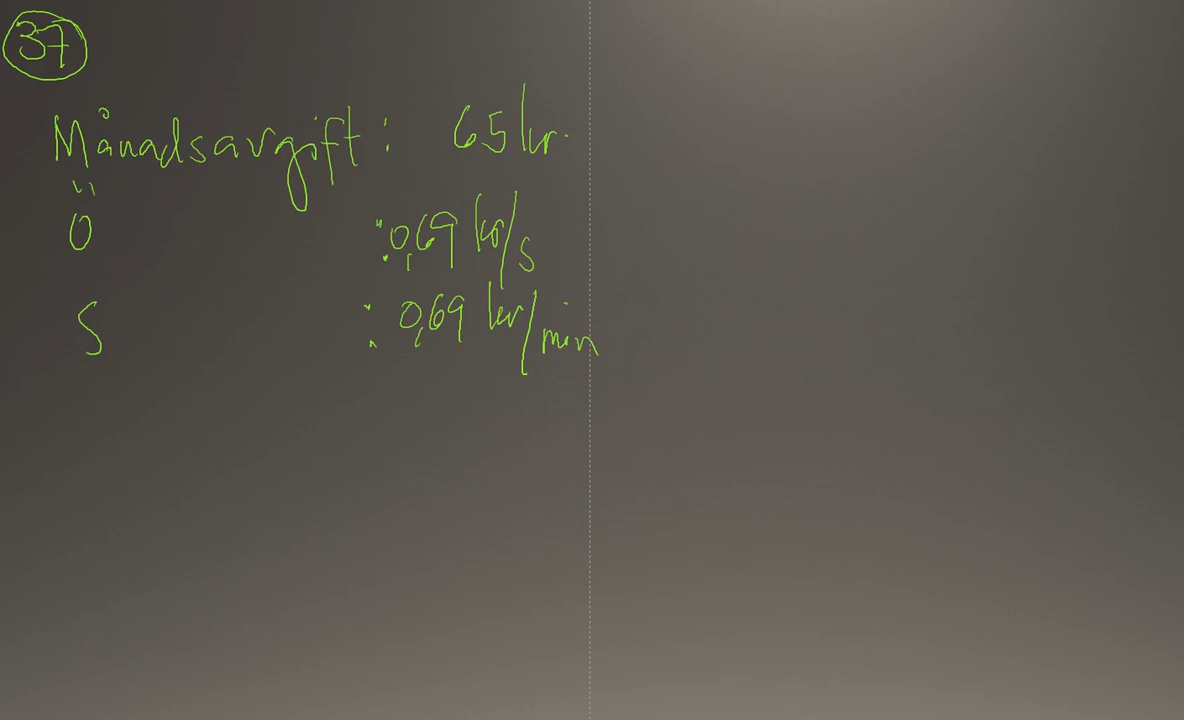 37
Månadsavgift: 65 kr.
Ö : 0,69 kr/s
S : 0,69 kr/min